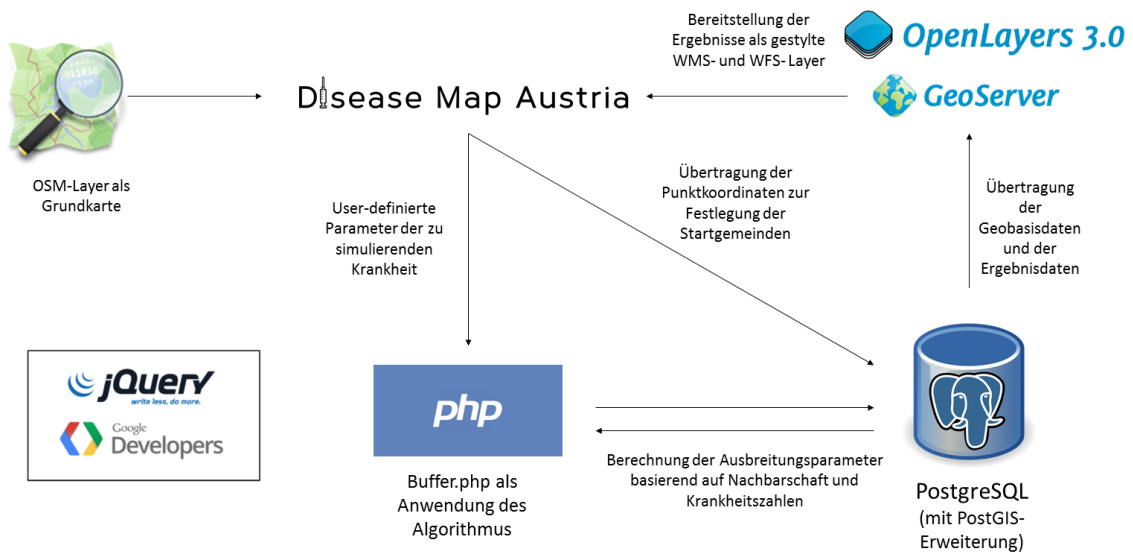 Bereitstellung der
Ergebnisse als gestylte
WMS- und WFS- Layer
OpenLayers 3.0
GeoServer
Disease Map Austria
OSM-Layer als
Grundkarte
User-definierte
Parameter der zu
simulierenden
Krankheit
Übertragung der
Punktkoordinaten zur
Festlegung der
Startgemeinden
Übertragung
der
Geobasisdaten
und der
Ergebnisdaten
jQuery
write less, do more.
Google
Developers
php
Buffer.php als
Anwendung des
Algorithmus
Berechnung der Ausbreitungsparameter
basierend auf Nachbarschaft und
Krankheitszahlen
PostgreSQL
(mit PostGIS-
Erweiterung)